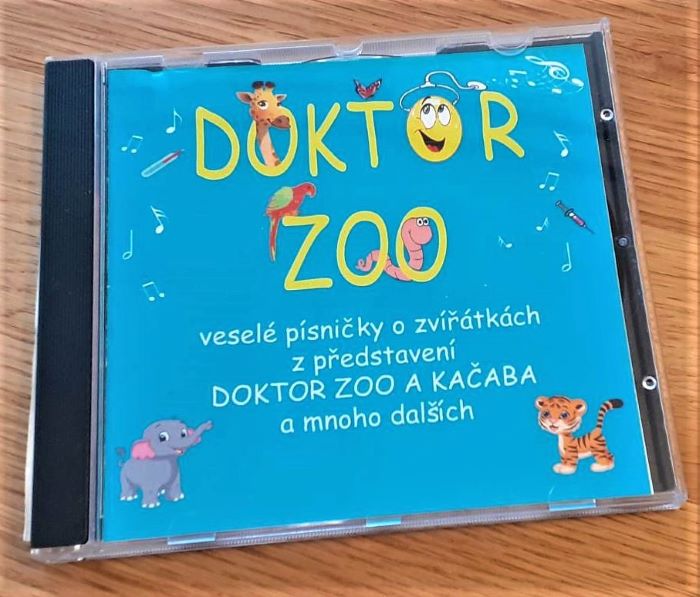 DOKTOR
ZOO
veselé písničky o zvířátkách
z představení
DOKTOR ZOO A KAČABA
a mnoho dalších